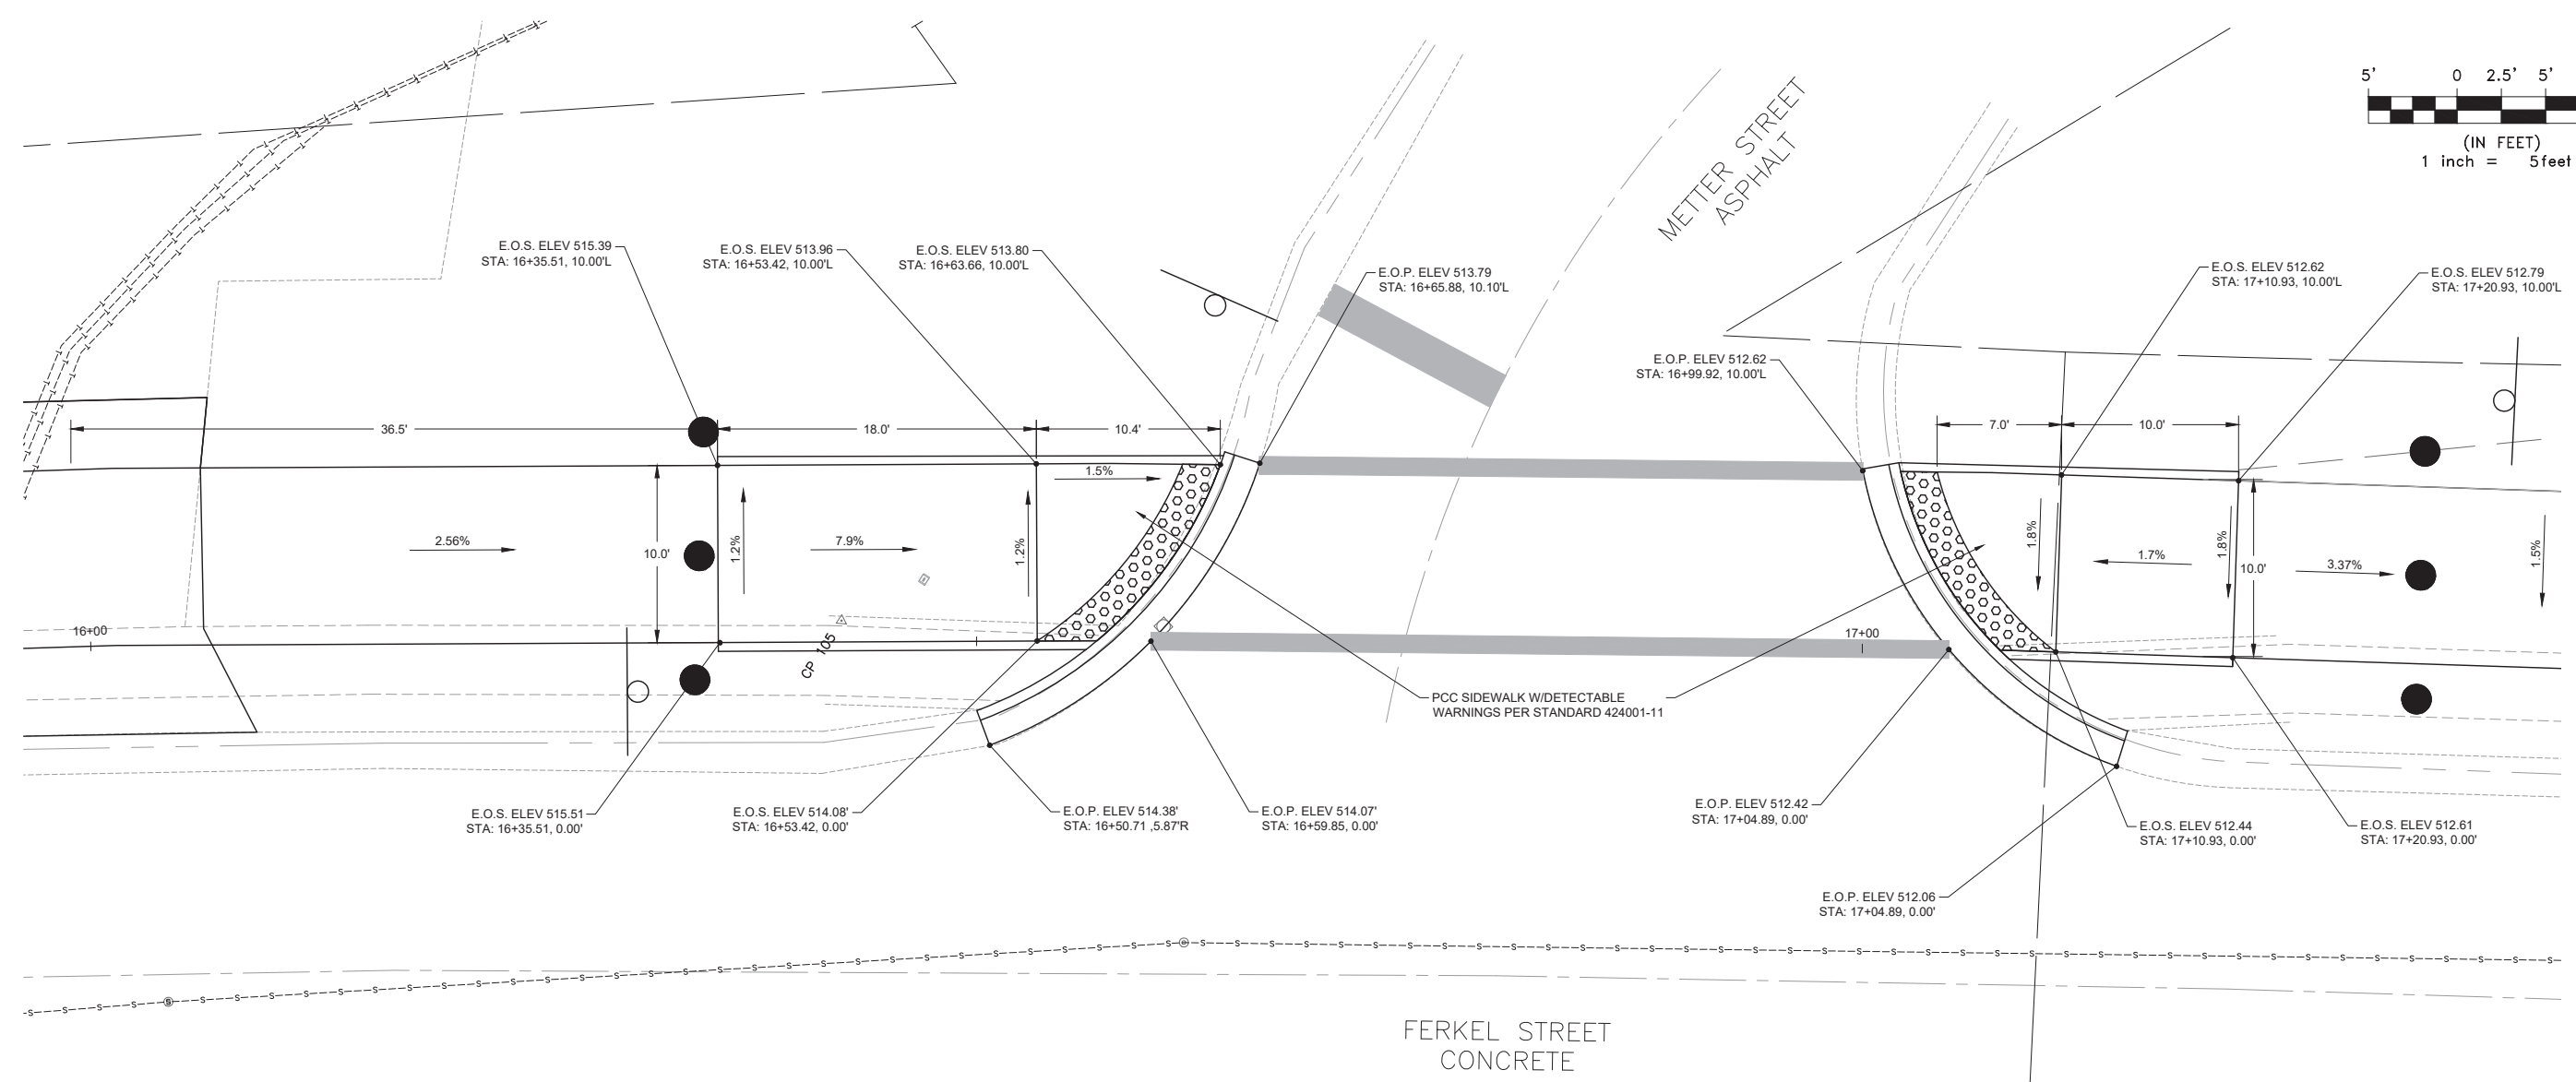 5' 0 2.5' 5'
(IN FEET)
1 inch = 5feet
METTER STREET
ASPHALT
E.O.S. ELEV 515.39
STA: 16+35.51, 10.00'L
E.O.S. ELEV 513.96
STA: 16+53.42, 10.00'L
E.O.S. ELEV 513.80
STA: 16+63.66, 10.00'L
E.O.P. ELEV 513.79
STA: 16+65.88, 10.10'L
E.O.P. ELEV 512.62
STA: 16+99.92, 10.00'L
E.O.S. ELEV 512.62
STA: 17+10.93, 10.00'L
E.O.S. ELEV 512.79
STA: 17+20.93, 10.00'L
36.5'
18.0'
10.4'
7.0'
10.0'
1.5%
2.56%
10.0'
1.2%
7.9%
1.2%
1.8%
1.7%
1.8%
10.0'
3.37%
1.5%
16+00
CP 105
17+00
PCC SIDEWALK W/DETECTABLE
WARNINGS PER STANDARD 424001-11
E.O.S. ELEV 515.51
STA: 16+35.51, 0.00'
E.O.S. ELEV 514.08'
STA: 16+53.42, 0.00'
E.O.P. ELEV 514.38'
STA: 16+50.71 ,5.87'R
E.O.P. ELEV 514.07'
STA: 16+59.85, 0.00'
E.O.P. ELEV 512.42
STA: 17+04.89, 0.00'
E.O.S. ELEV 512.44
STA: 17+10.93, 0.00'
E.O.S. ELEV 512.61
STA: 17+20.93, 0.00'
E.O.P. ELEV 512.06
STA: 17+04.89, 0.00'
FERKEL STREET
CONCRETE